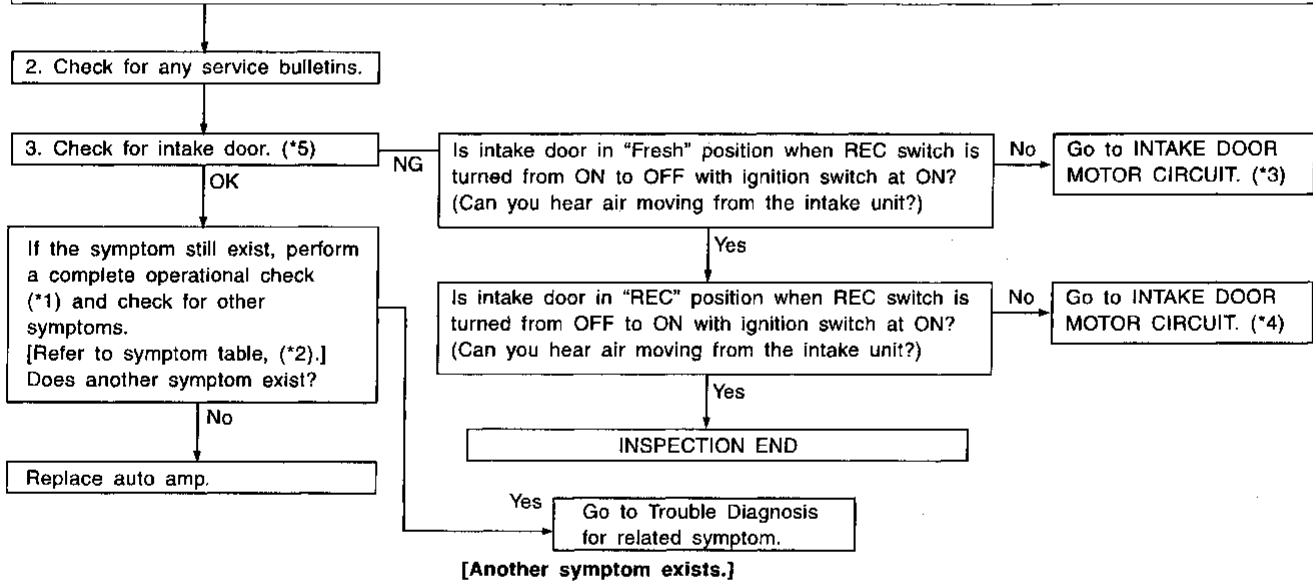 2. Check for any service bulletins.
3. Check for intake door. (*5)
NG
OK
Is intake door in “Fresh” position when REC switch is
turned from ON to OFF with ignition switch at ON?
(Can you hear air moving from the intake unit?)
No
Go to INTAKE DOOR
MOTOR CIRCUIT. (*3)
Yes
If the symptom still exist, perform
a complete operational check
(*1) and check for other
symptoms.
[Refer to symptom table, (*2).]
Does another symptom exist?
Is intake door in “REC” position when REC switch is
turned from OFF to ON with ignition switch at ON?
(Can you hear air moving from the intake unit?)
No
Go to INTAKE DOOR
MOTOR CIRCUIT. (*4)
No
Yes
INSPECTION END
Replace auto amp.
Yes
Go to Trouble Diagnosis
for related symptom.
[Another symptom exists.]